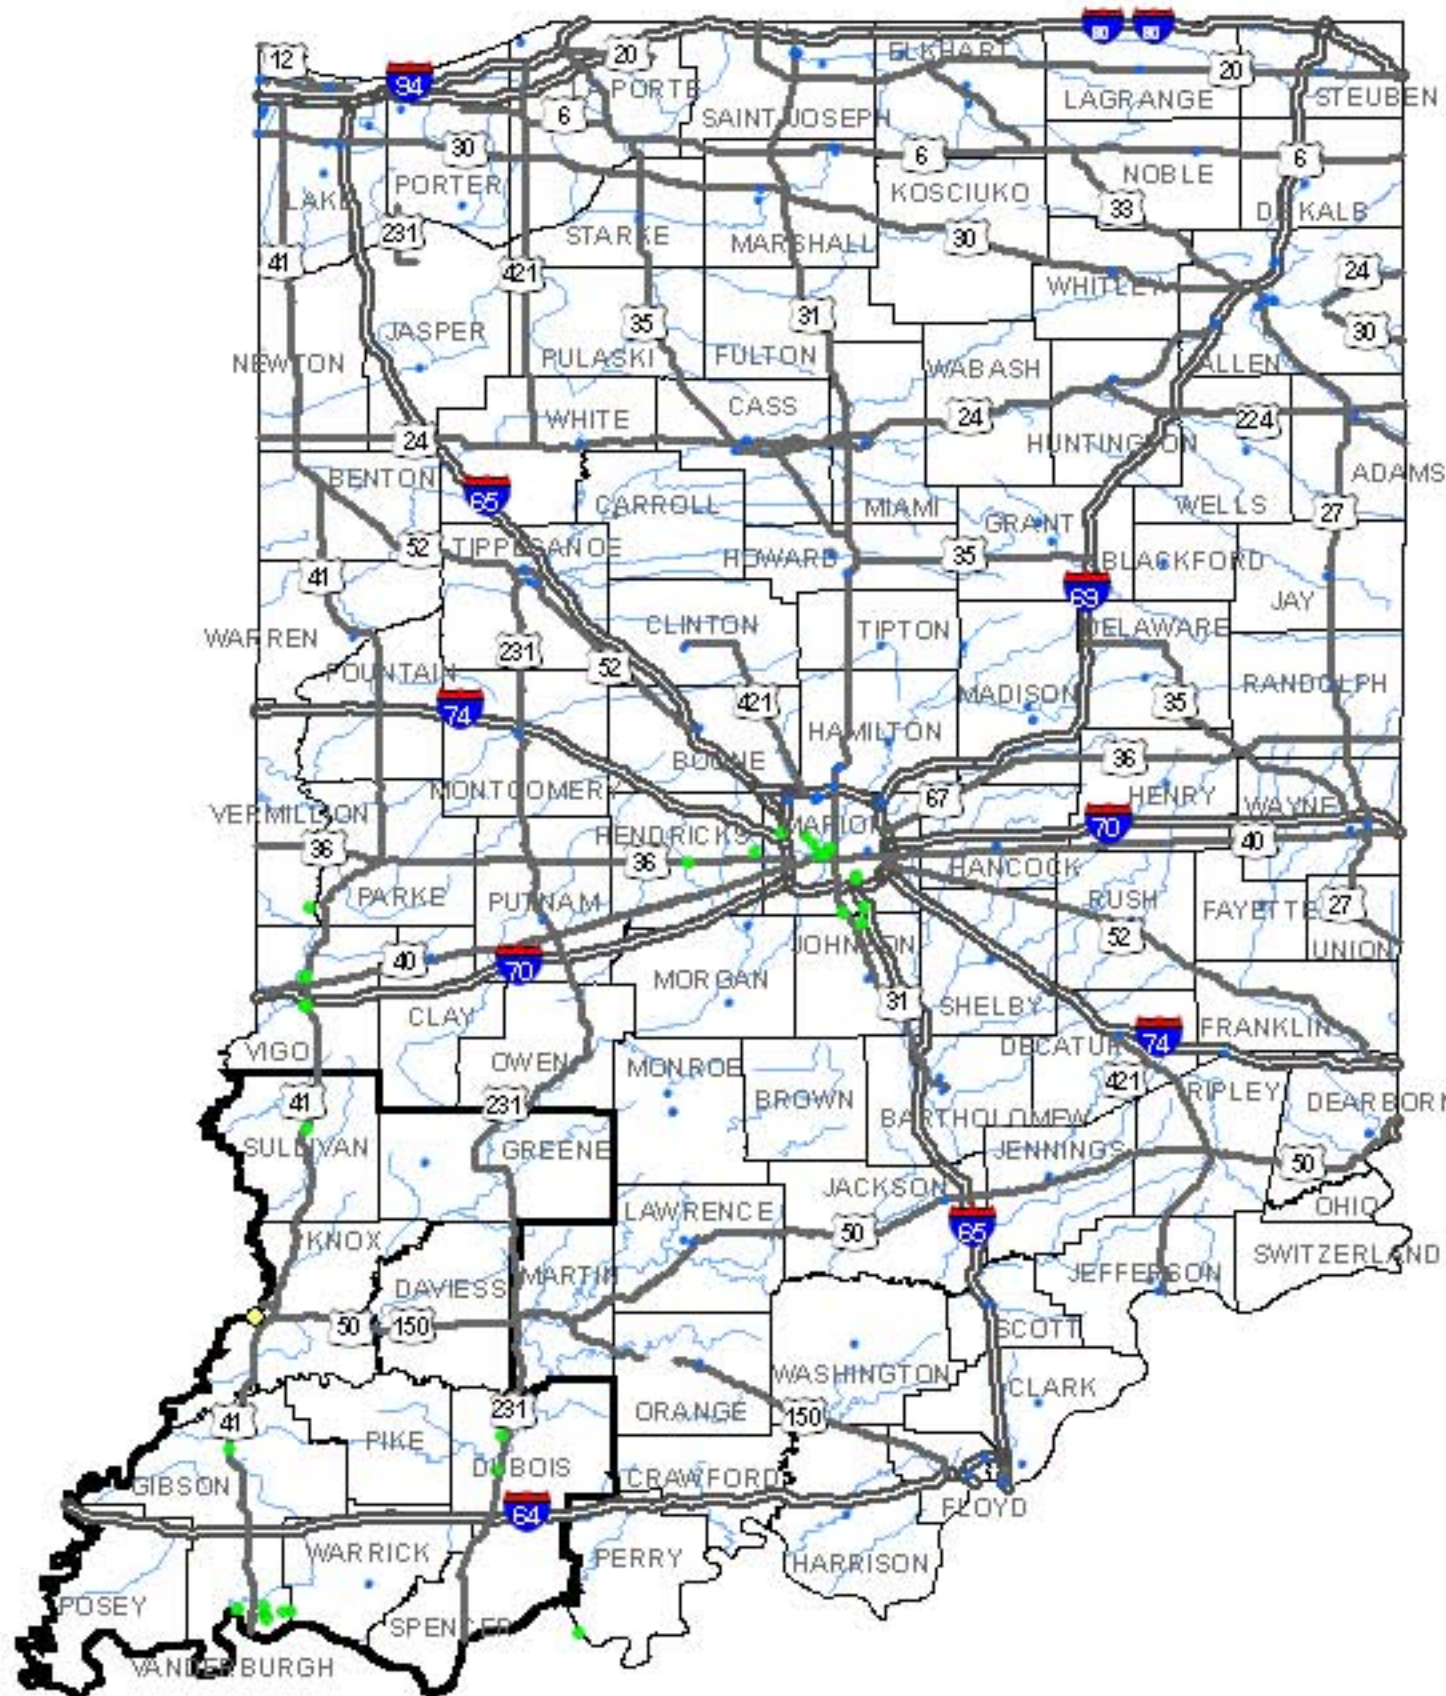 80 80
12
20
ELKHART
94
20
LA PORTE
LAGRANGE
STEUBEN
6
SAINT JOSEPH
30
6
6
PORTER
KOSCIUKO
NOBLE
LAKE
33
DE KALB
231
STARKE
MARSHALL
30
41
421
24
WHITLEY
35
31
30
JASPER
NEWTON
PULASKI
FULTON
WABASH
ALLEN
WHITE
CASS
24
224
24
HUNTINGTON
BENTON
ADAMS
65
CARROLL
MIAMI
WELLS
27
GRANT
52
TIPPECANOE
HOWARD
35
BLACKFORD
41
69
JAY
WARREN
CLINTON
TIPTON
DELAWARE
231
52
FOUNTAIN
MADISON
RANDOLPH
421
35
74
HAMILTON
BOONE
36
MONTGOMERY
67
HENRY
WAYNE
VERMILLION
HENDRICKS
MARION
70
36
36
40
HANCOCK
PARKE
PUTNAM
RUSH
FAYETTE
27
40
70
JOHNSON
52
UNION
MORGAN
31
SHELBY
CLAY
FRANKLIN
VIGO
OWEN
DECATUR
74
MONROE
421
41
231
BROWN
RIPLEY
DEARBORN
BARTHOLOMEW
SULLIVAN
GREENE
JENNINGS
50
JACKSON
LAWRENCE
OHIO
KNOX
50
65
SWITZERLAND
DAVIESS
MARTIN
JEFFERSON
50
150
SCOTT
WASHINGTON
CLARK
41
231
ORANGE
150
PIKE
DUBOIS
GIBSON
CRAWFORD
64
FLOYD
WARRICK
PERRY
HARRISON
POSEY
SPENCER
VANDERBURGH